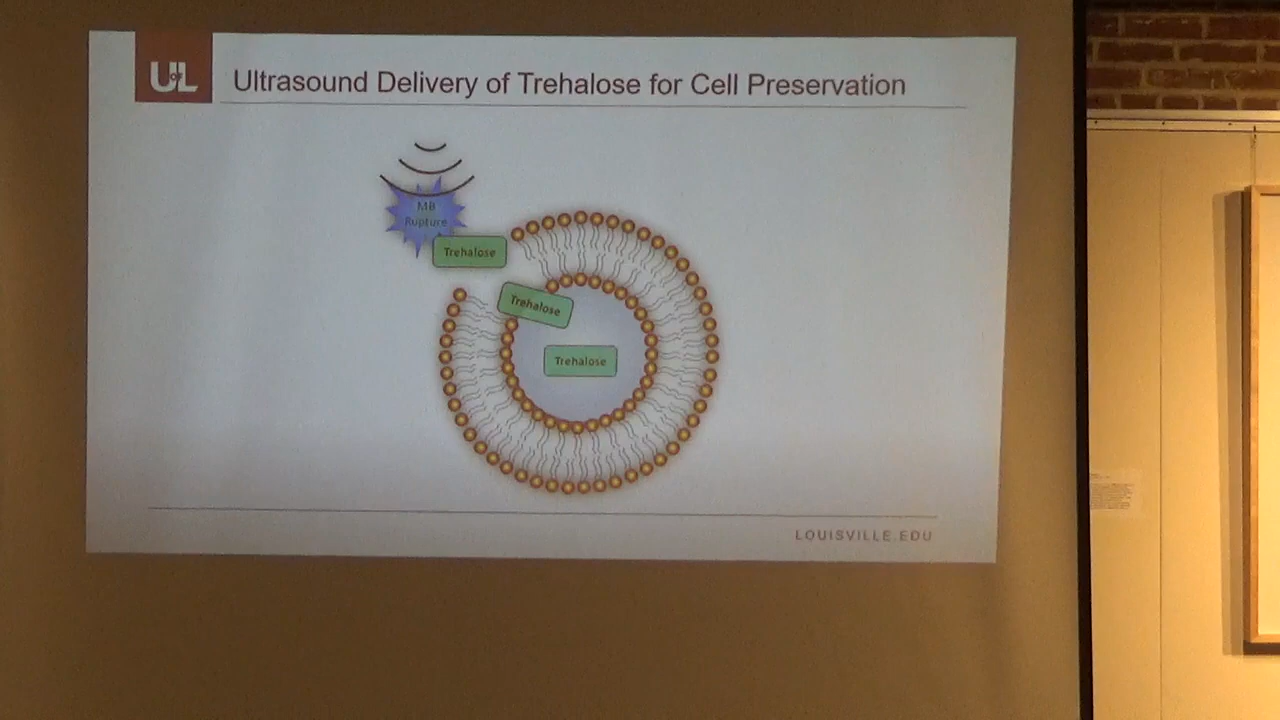 UofL
Ultrasound Delivery of Trehalose for Cell Preservation
MB
Rupture
Trehalose
Trehalose
Trehalose
LOUISVILLE.EDU